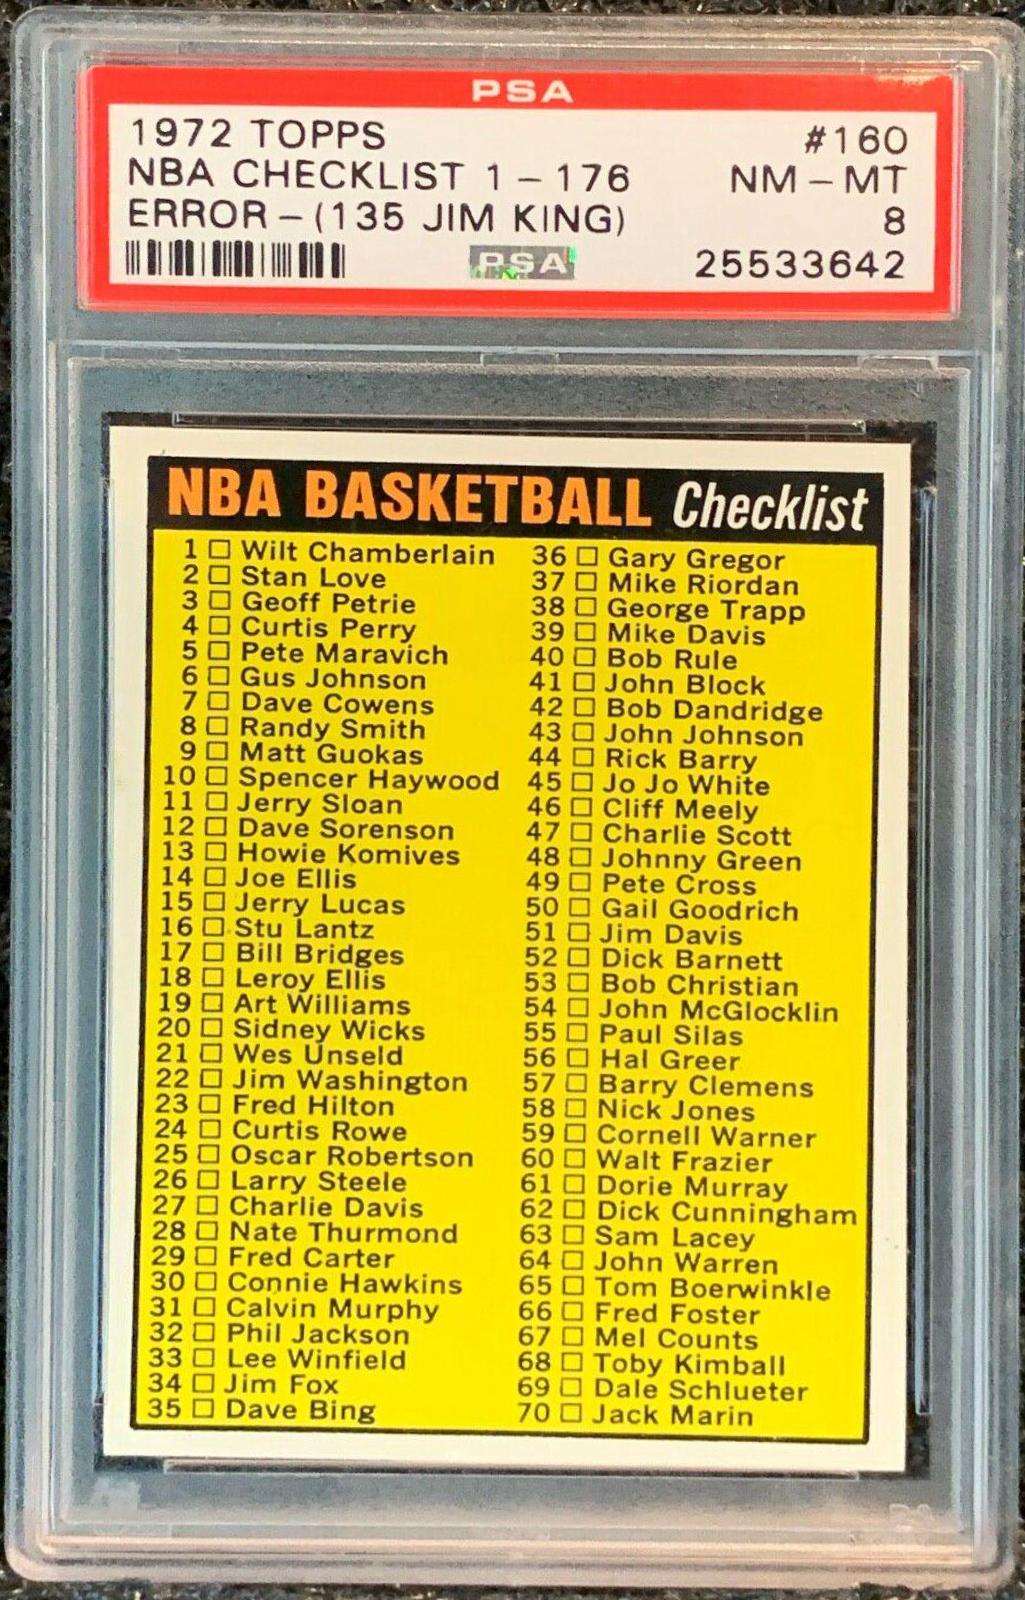 PSA
1972 TOPPS #160
NBA CHECKLIST 1-176 NM-MT
ERROR-(135 JIM KING) 8
PSA 25533642
NBA BASKETBALL Checklist
1 □ Wilt Chamberlain
2 □ Stan Love
3 □ Geoff Petrie
4 □ Curtis Perry
5 □ Pete Maravich
6 □ Gus Johnson
7 □ Dave Cowens
8 □ Randy Smith
9 □ Matt Guokas
10 □ Spencer Haywood
11 □ Jerry Sloan
12 □ Dave Sorenson
13 □ Howie Komives
14 □ Joe Ellis
15 □ Jerry Lucas
16 □ Stu Lantz
17 □ Bill Bridges
18 □ Leroy Ellis
19 □ Art Williams
20 □ Sidney Wicks
21 □ Wes Unseld
22 □ Jim Washington
23 □ Fred Hilton
24 □ Curtis Rowe
25 □ Oscar Robertson
26 □ Larry Steele
27 □ Charlie Davis
28 □ Nate Thurmond
29 □ Fred Carter
30 □ Connie Hawkins
31 □ Calvin Murphy
32 □ Phil Jackson
33 □ Lee Winfield
34 □ Jim Fox
35 □ Dave Bing
36 □ Gary Gregor
37 □ Mike Riordan
38 □ George Trapp
39 □ Mike Davis
40 □ Bob Rule
41 □ John Block
42 □ Bob Dandridge
43 □ John Johnson
44 □ Rick Barry
45 □ Jo Jo White
46 □ Cliff Meely
47 □ Charlie Scott
48 □ Johnny Green
49 □ Pete Cross
50 □ Gail Goodrich
51 □ Jim Davis
52 □ Dick Barnett
53 □ Bob Christian
54 □ John McGlocklin
55 □ Paul Silas
56 □ Hal Greer
57 □ Barry Clemens
58 □ Nick Jones
59 □ Cornell Warner
60 □ Walt Frazier
61 □ Dorie Murray
62 □ Dick Cunningham
63 □ Sam Lacey
64 □ John Warren
65 □ Tom Boerwinkle
66 □ Fred Foster
67 □ Mel Counts
68 □ Toby Kimball
69 □ Dale Schlueter
70 □ Jack Marin